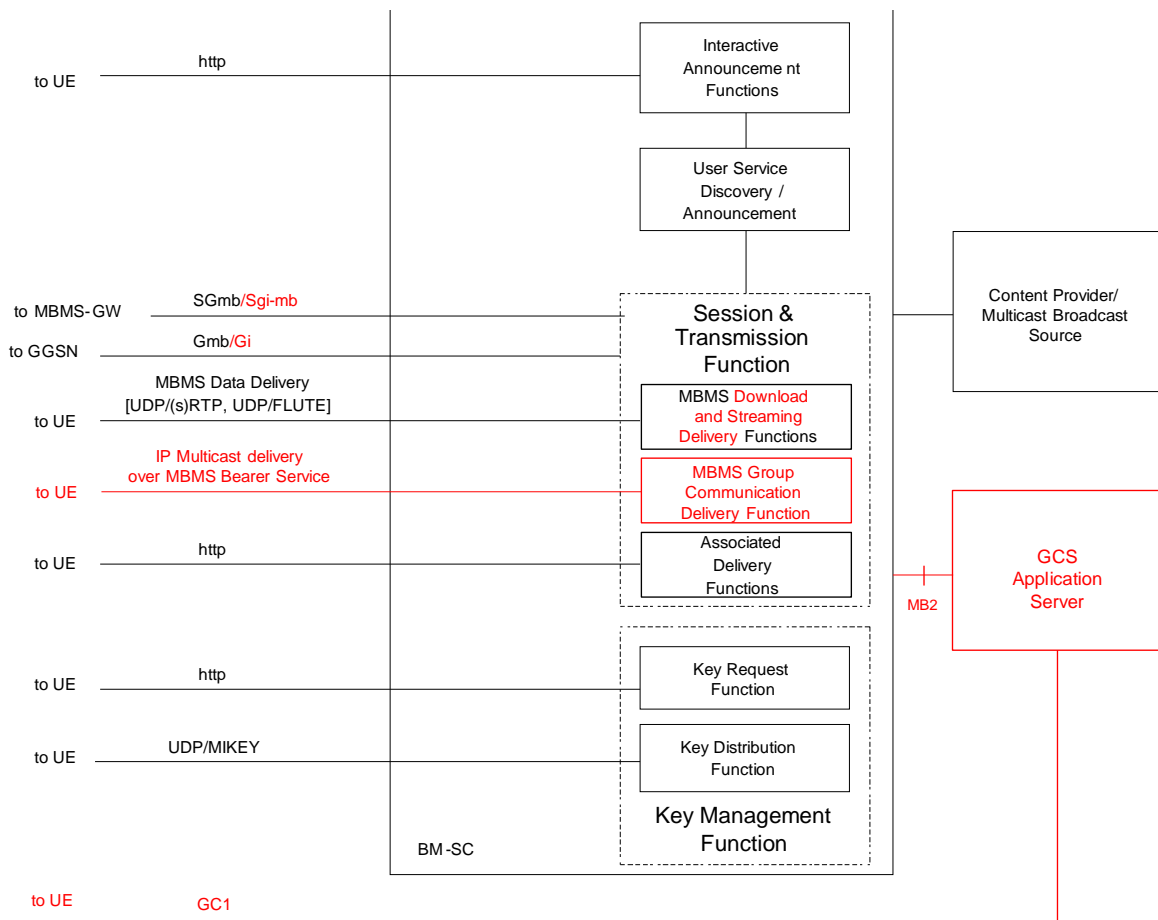 Interactive
Announceme nt
Functions
http
to UE
User Service
Discovery /
Announcement
SGmb/Sgi-mb
to MBMS-GW
Session &
Transmission
Function
Content Provider/
Multicast Broadcast
Source
Gmb/Gi
to GGSN
MBMS Data Delivery
[UDP/(s)RTP, UDP/FLUTE]
to UE
MBMS Download
and Streaming
Delivery Functions
IP Multicast delivery
over MBMS Bearer Service
to UE
MBMS Group
Communication
Delivery Function
http
to UE
Associated
Delivery
Functions
GCS
Application
Server
MB2
http
to UE
Key Request
Function
UDP/MIKEY
to UE
Key Distribution
Function
Key Management
Function
BM-SC
to UE
GC1